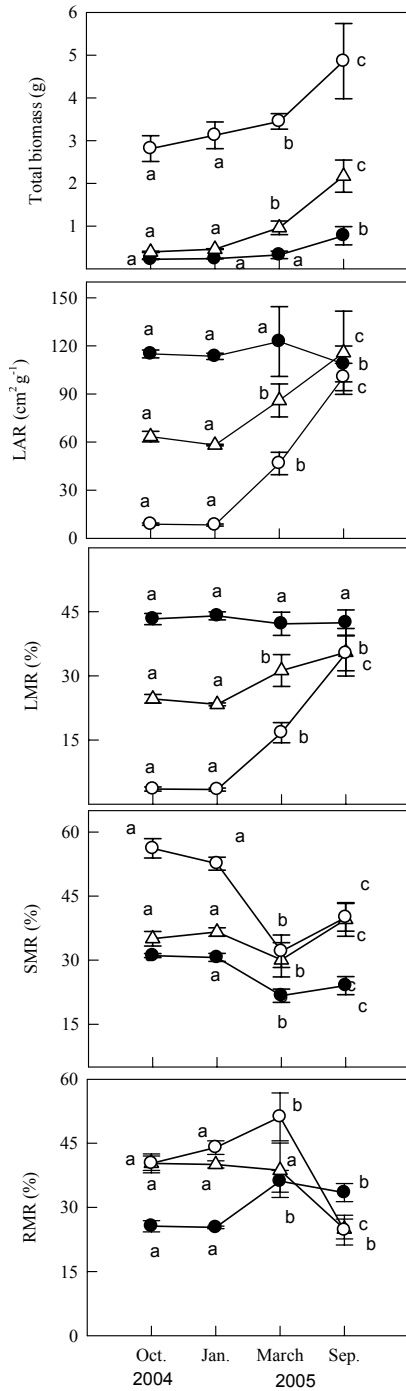 6
5
4
3
2
1
Total biomass (g)
a a b c
a a b c
a a a b
150
120
90
60
30
0
LAR (cm² g⁻¹)
a a a c
a a b b
a a b c
45
30
15
LMR (%)
a a a a
a a b b
a a b c
60
45
30
15
SMR (%)
a a b c
a a b c
a b c c
60
45
30
15
0
RMR (%)
a a b b
a a a c
a a b b
Oct. Jan. March Sep.
2004 2005